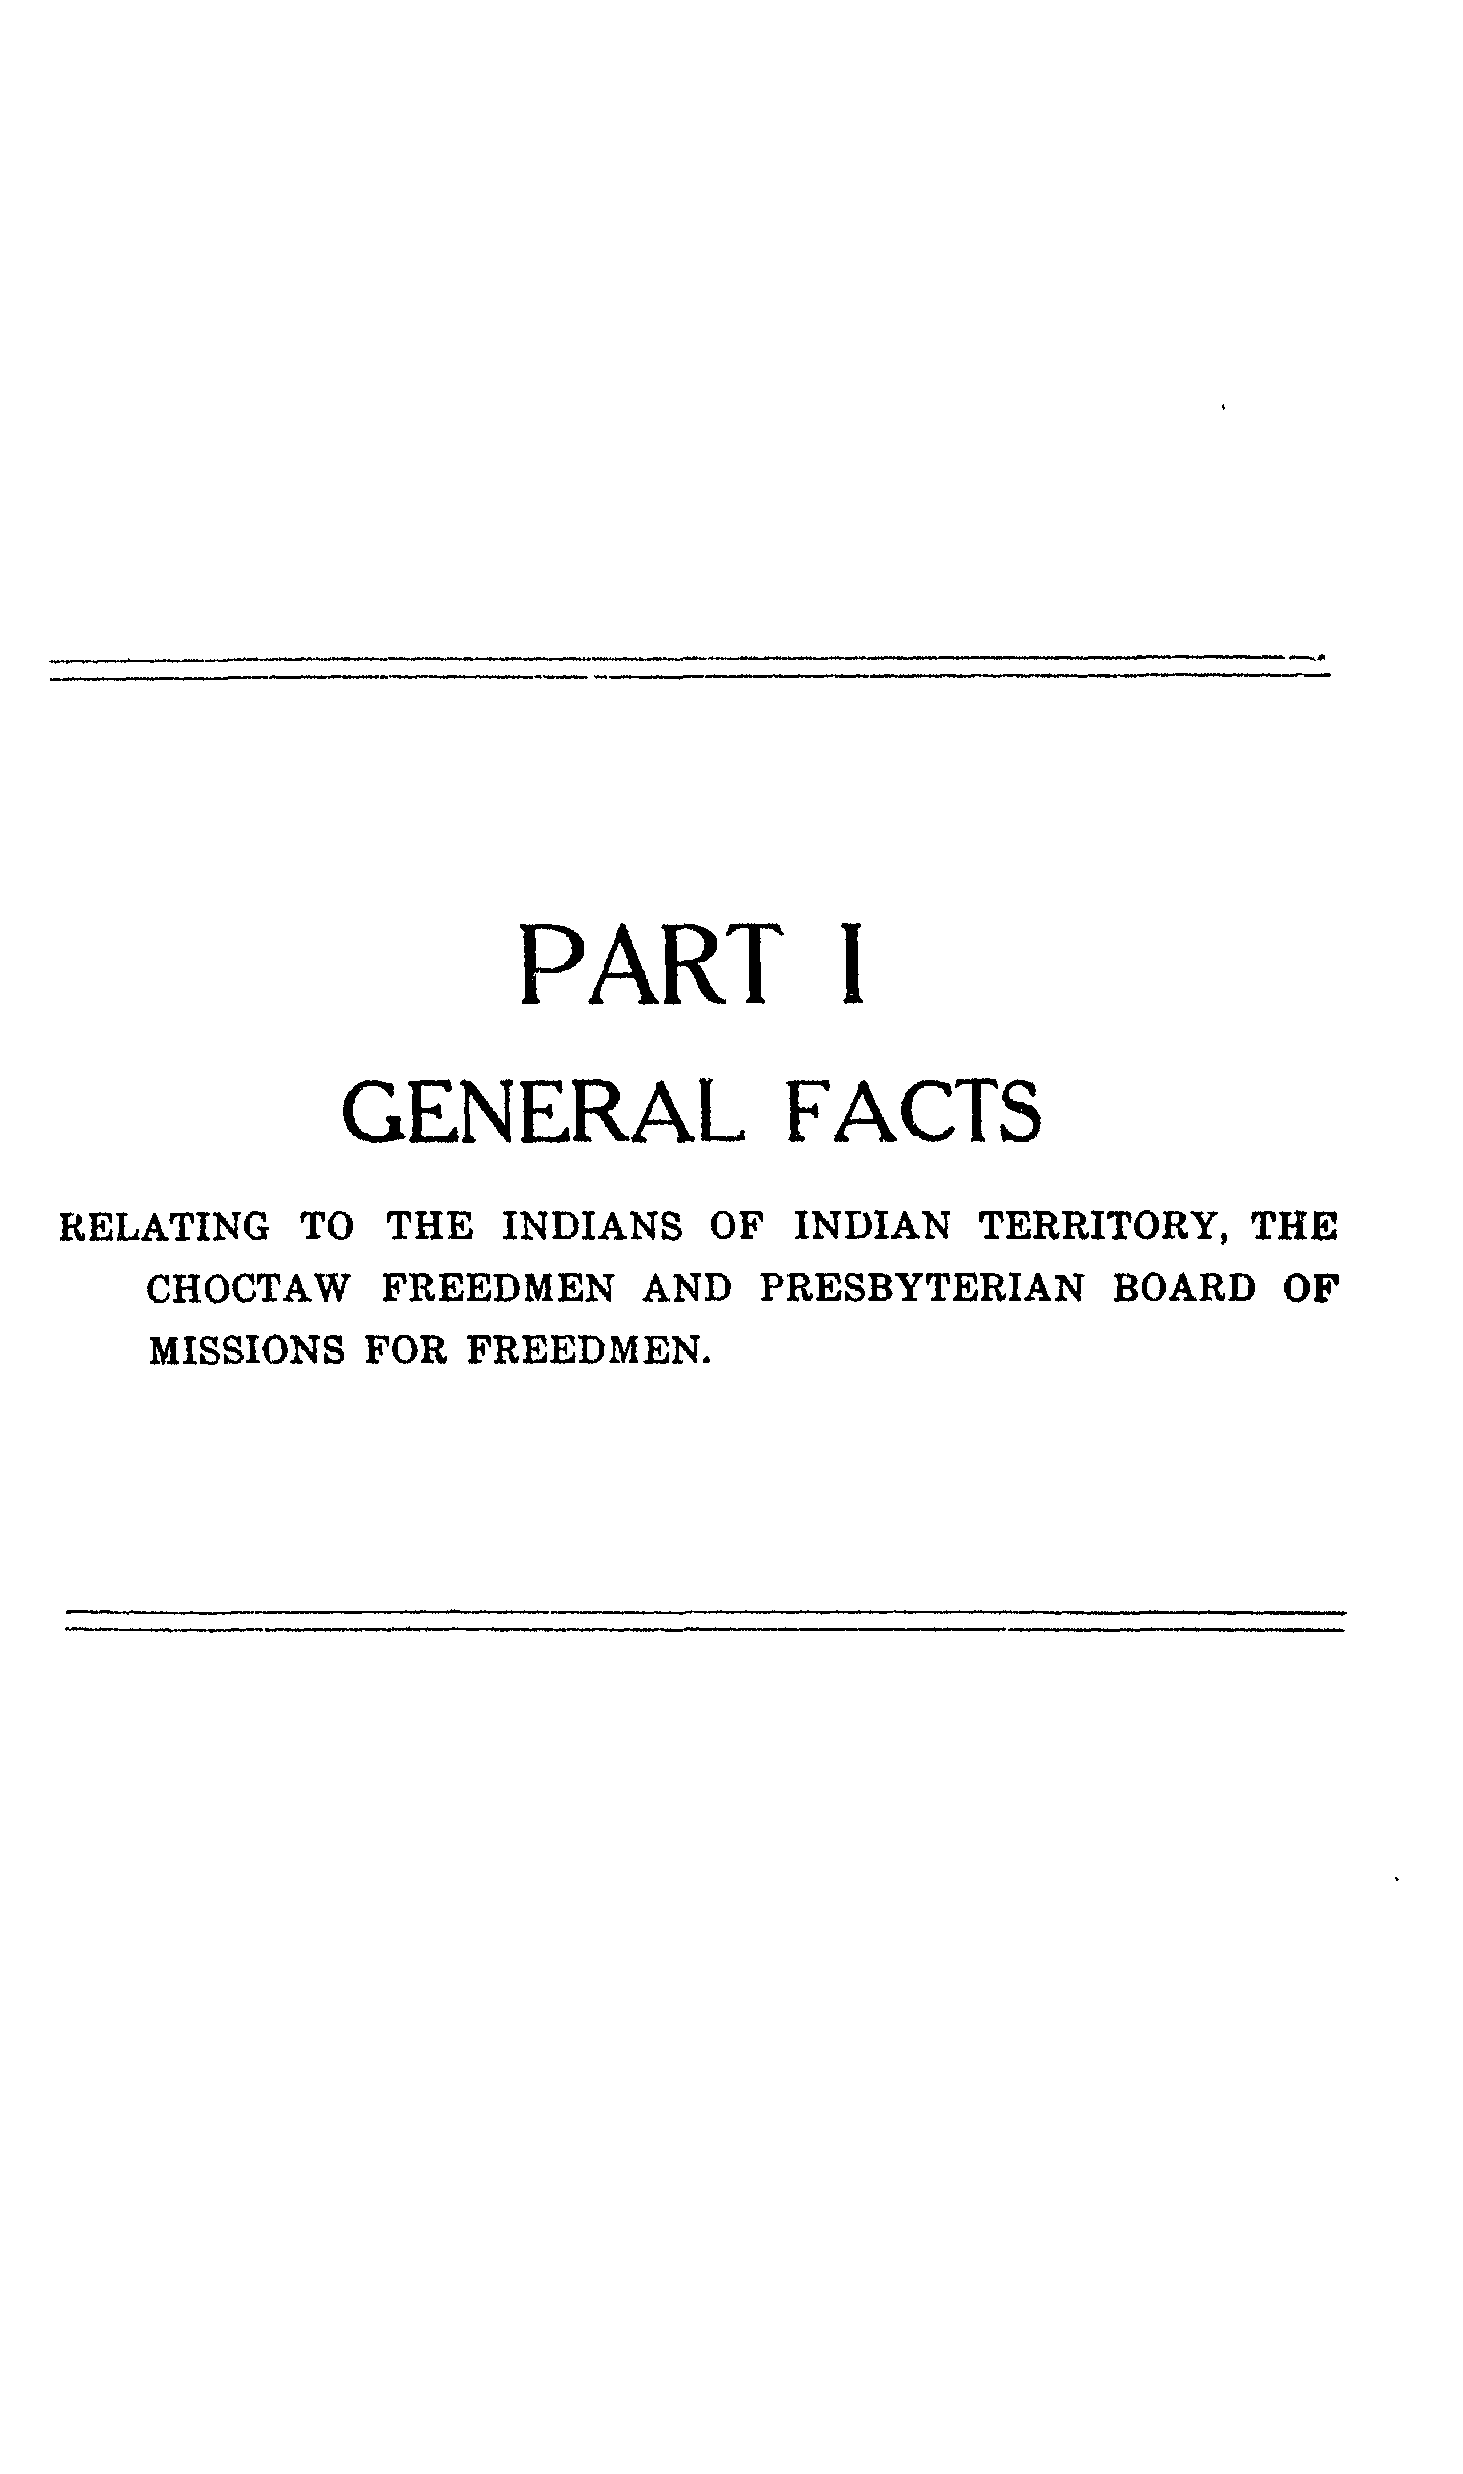 PART I
GENERAL FACTS
RELATING TO THE INDIANS OF INDIAN TERRITORY, THE
CHOCTAW FREEDMEN AND PRESBYTERIAN BOARD OF
MISSIONS FOR FREEDMEN.